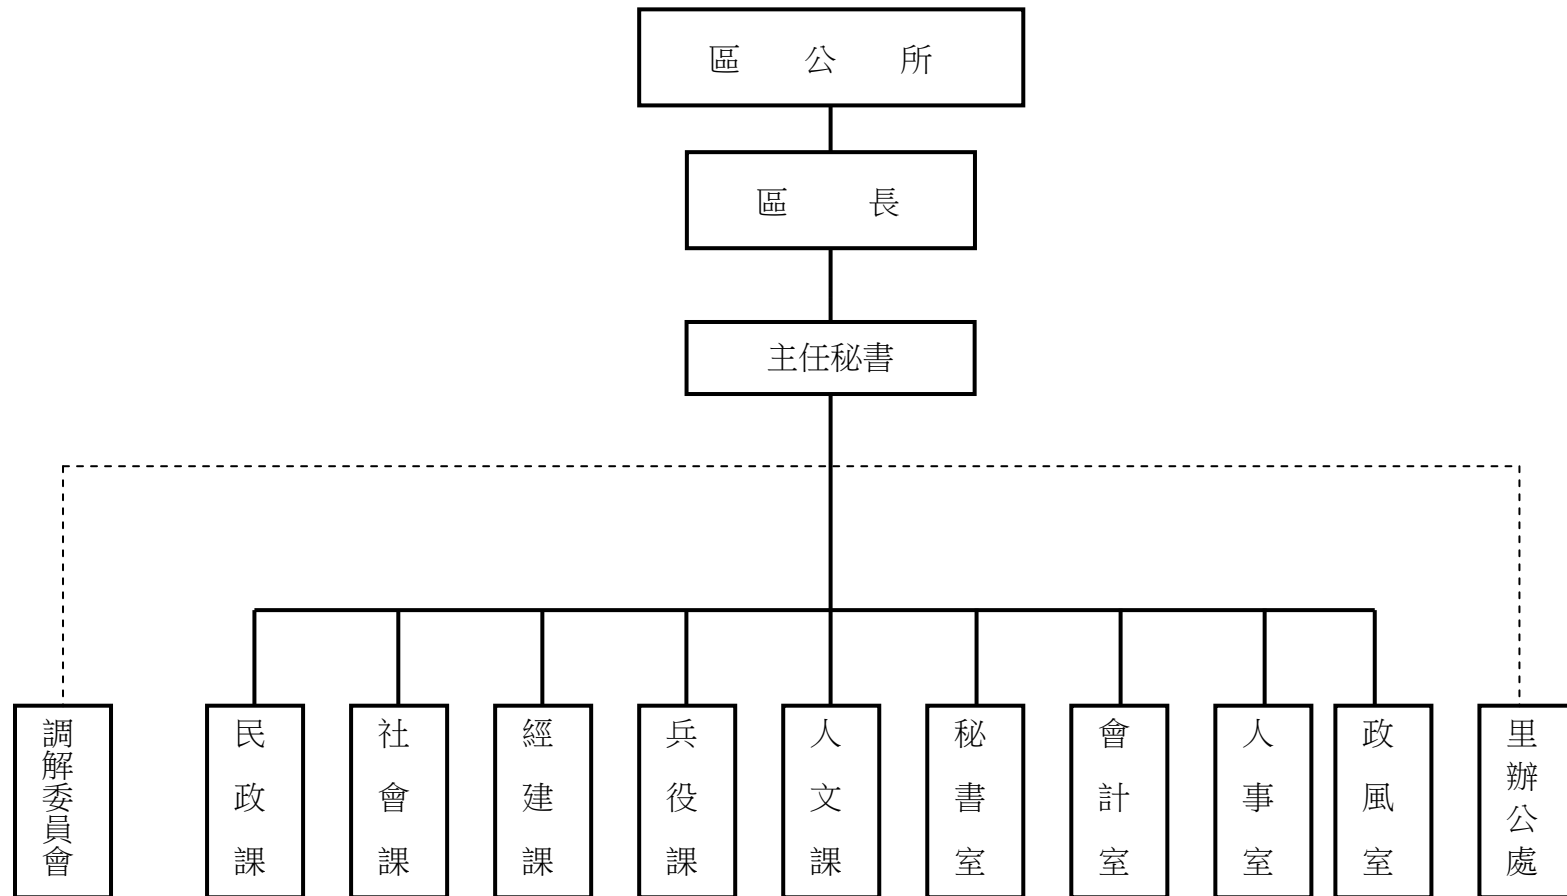 區公所
區長
主任秘書
調解委員會
民政課
社會課
經建課
兵役課
人文課
秘書室
會計室
人事室
政風室
里辦公處